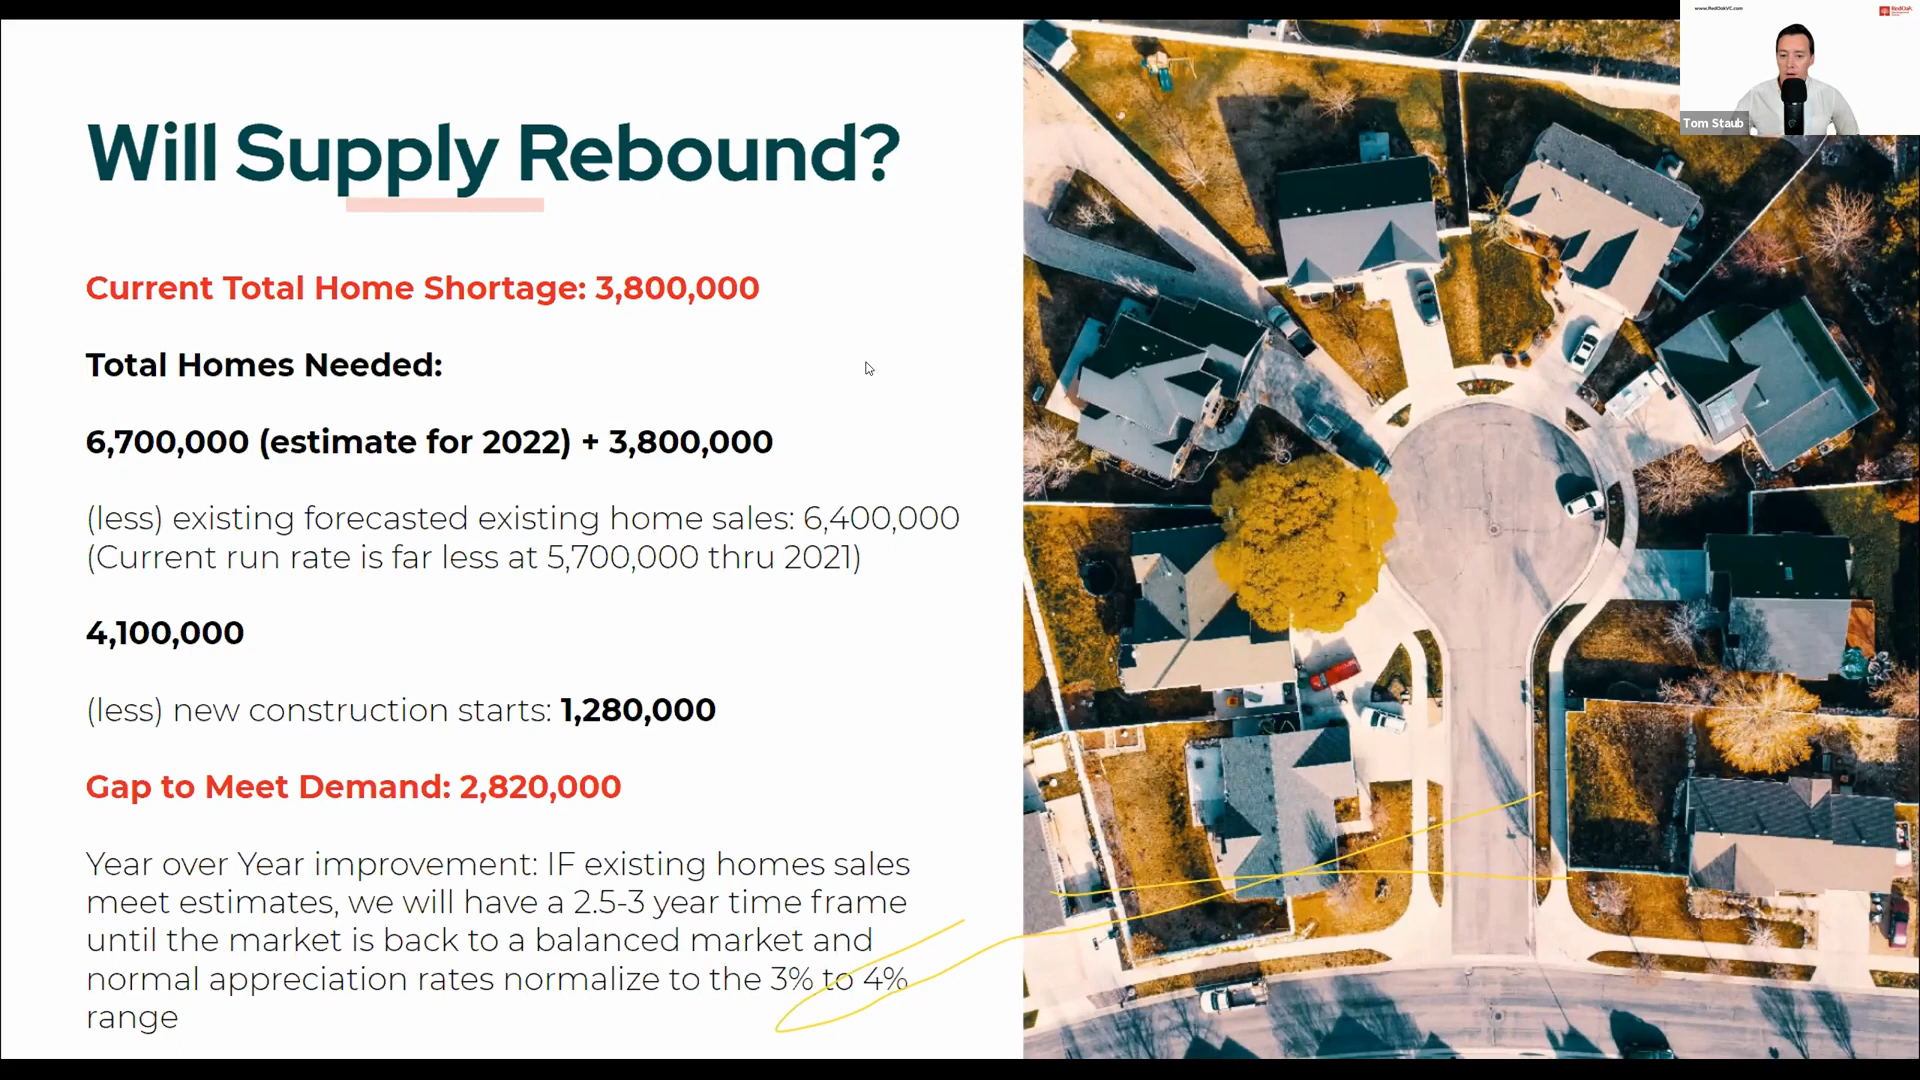 www.RedOakVC.com
RedOak
Tom Staub
Will Supply Rebound?
Current Total Home Shortage: 3,800,000
Total Homes Needed:
6,700,000 (estimate for 2022) + 3,800,000
(less) existing forecasted existing home sales: 6,400,000
(Current run rate is far less at 5,700,000 thru 2021)
4,100,000
(less) new construction starts: 1,280,000
Gap to Meet Demand: 2,820,000
Year over Year improvement: IF existing homes sales
meet estimates, we will have a 2.5-3 year time frame
until the market is back to a balanced market and
normal appreciation rates normalize to the 3% to 4%
range